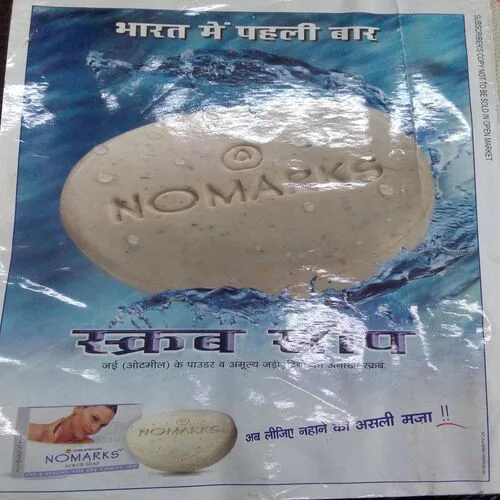 भारत में पहली बार
SUBSCRIBER'S COPY NOT TO BE SOLD IN OPEN MARKET
NOMARKS
स्क्रब सोप
जई (ओटमील) के पाउडर व अमूल्य जड़ी स्क्रब.
NOMARKS
SCRUB SOAP
NOMARKS
अब लीजिए नहाने का असली मज़ा !!